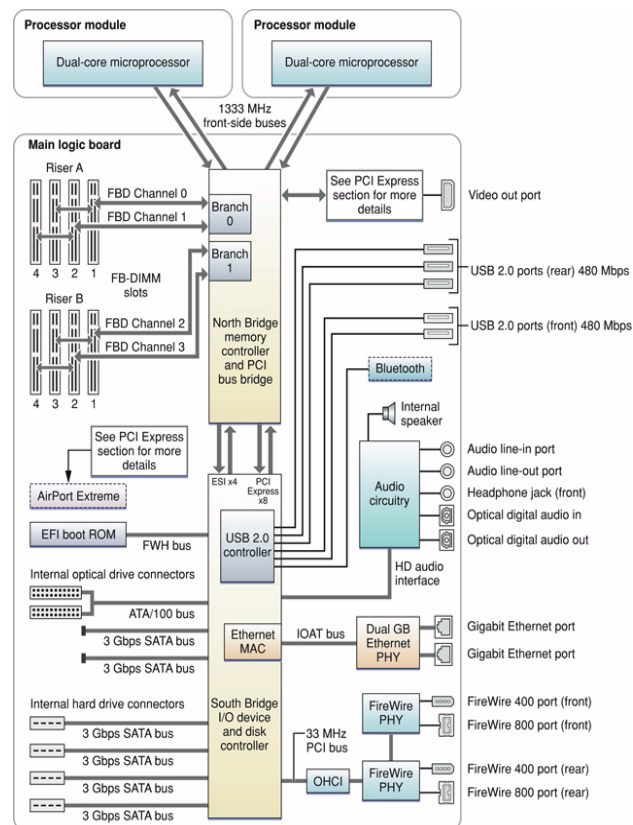 Processor module
Processor module
Dual-core microprocessor
Dual-core microprocessor
1333 MHz
front-side buses
Main logic board
Riser A
FBD Channel 0
FBD Channel 1
4 3 2 1
FB-DIMM
slots
Riser B
FBD Channel 2
FBD Channel 3
4 3 2 1
Branch
0
Branch
1
North Bridge
memory
controller
and PCI
bus bridge
See PCI Express
section for more
details
Video out port
USB 2.0 ports (rear) 480 Mbps
USB 2.0 ports (front) 480 Mbps
Bluetooth
Internal
speaker
Audio
circuitry
Audio line-in port
Audio line-out port
Headphone jack (front)
Optical digital audio in
Optical digital audio out
HD audio
interface
See PCI Express
section for more
details
AirPort Extreme
ESI x4
PCI
Express
x8
EFI boot ROM
FWH bus
USB 2.0
controller
Internal optical drive connectors
ATA/100 bus
3 Gbps SATA bus
3 Gbps SATA bus
Ethernet
MAC
IOAT bus
Dual GB
Ethernet
PHY
Gigabit Ethernet port
Gigabit Ethernet port
Internal hard drive connectors
3 Gbps SATA bus
3 Gbps SATA bus
3 Gbps SATA bus
3 Gbps SATA bus
South Bridge
I/O device
and disk
controller
33 MHz
PCI bus
OHCI
FireWire
PHY
FireWire
PHY
FireWire 400 port (front)
FireWire 800 port (front)
FireWire 400 port (rear)
FireWire 800 port (rear)